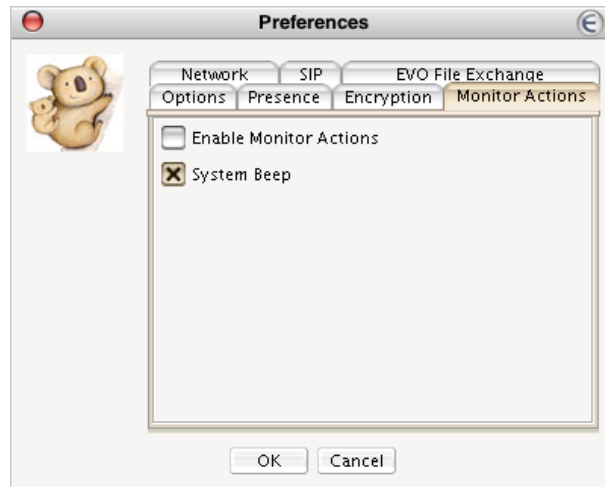 Preferences
Network SIP EVO File Exchange
Options Presence Encryption Monitor Actions
Enable Monitor Actions
System Beep
OK Cancel